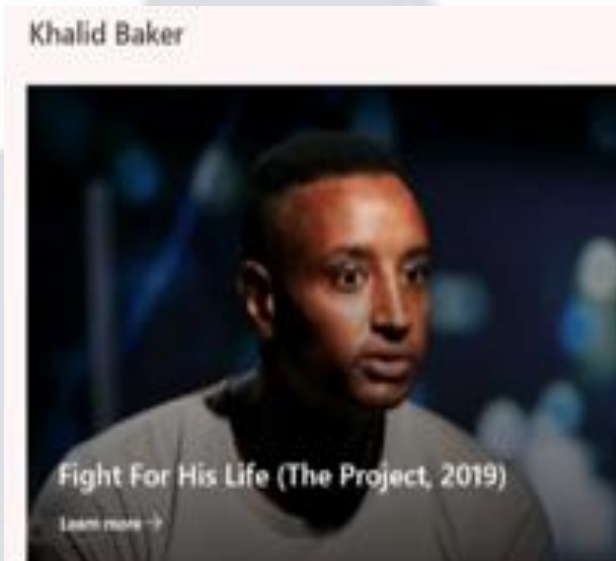 Khalid Baker
Fight For His Life (The Project, 2019)
Learn more →